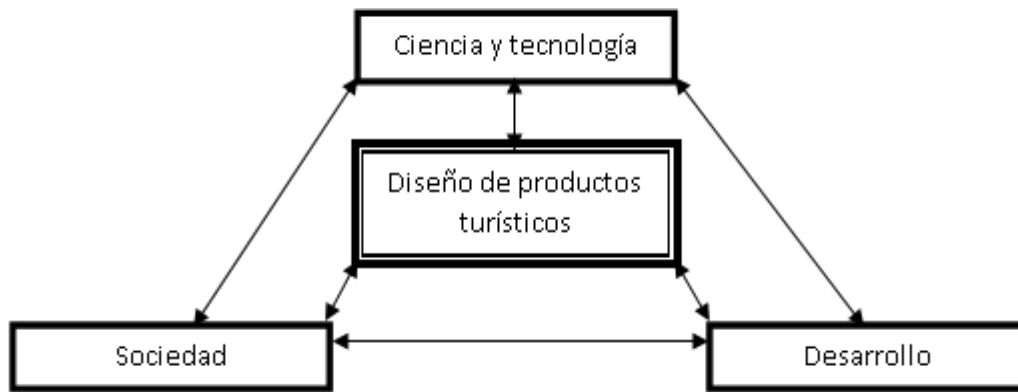 Ciencia y tecnología
Diseño de productos
turísticos
Sociedad
Desarrollo